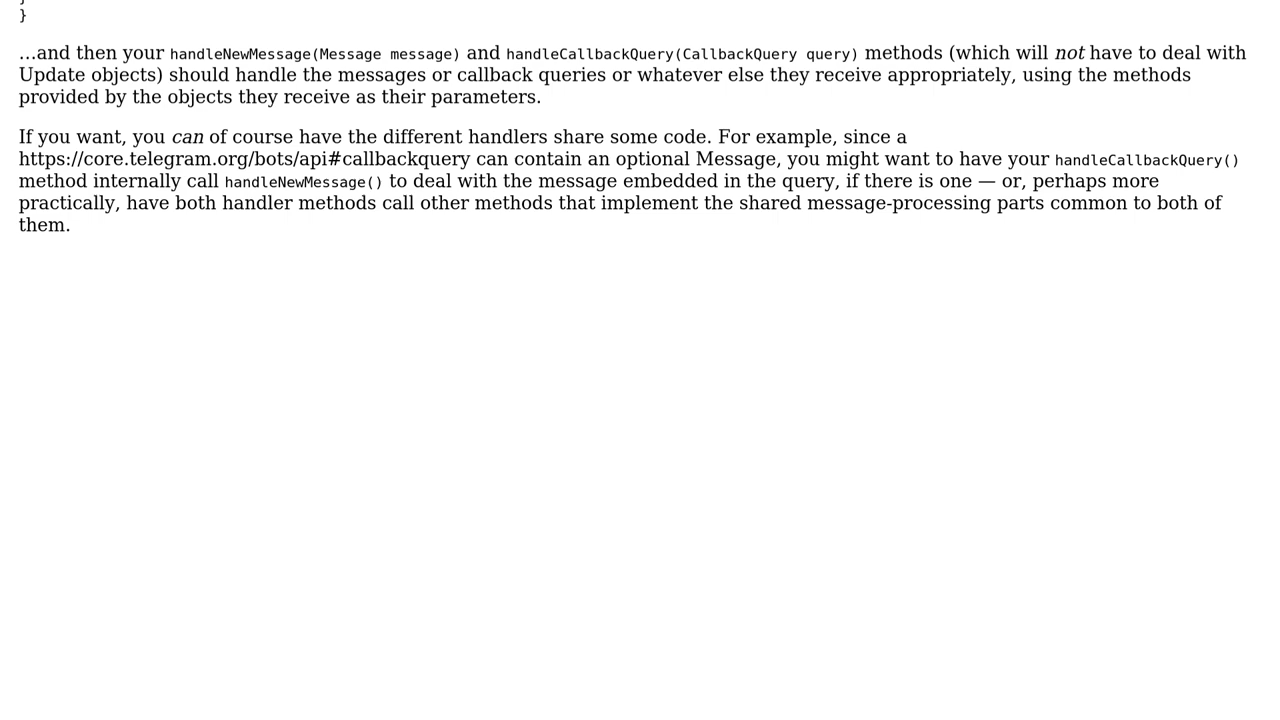 }
}
…and then your handleNewMessage(Message message) and handleCallbackQuery(CallbackQuery query) methods (which will not have to deal with
Update objects) should handle the messages or callback queries or whatever else they receive appropriately, using the methods
provided by the objects they receive as their parameters.
If you want, you can of course have the different handlers share some code. For example, since a
https://core.telegram.org/bots/api#callbackquery can contain an optional Message, you might want to have your handleCallbackQuery()
method internally call handleNewMessage() to deal with the message embedded in the query, if there is one — or, perhaps more
practically, have both handler methods call other methods that implement the shared message-processing parts common to both of
them.